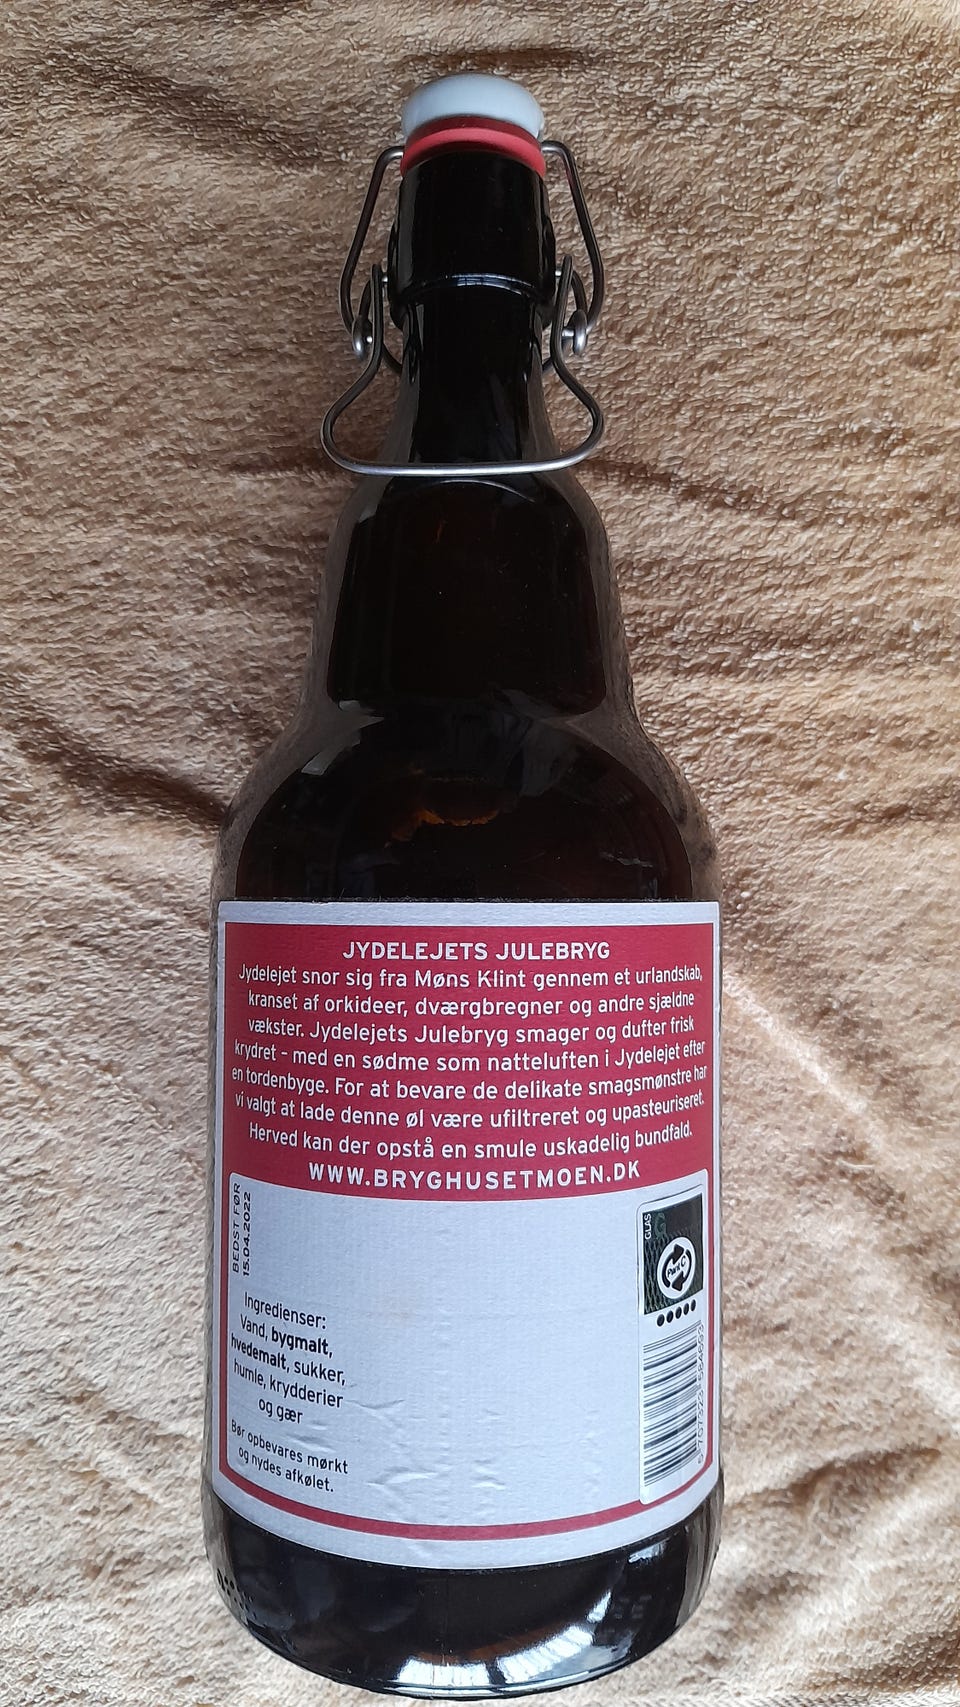 JYDELEJETS JULEBRYG
Jydelejet snor sig fra Møns Klint gennem et urlandskab,
kranset af orkideer, dværgbregner og andre sjældne
vækster. Jydelejets Julebryg smager og dufter frisk
krydret - med en sødme som natteluften i Jydelejet efter
en tordenbyge. For at bevare de delikate smagsmønstre har
vi valgt at lade denne øl være ufiltreret og upasteuriseret.
Herved kan der opstå en smule uskadelig bundfald.
WWW.BRYGHUSETMOEN.DK
BEDST FØR
15.04.2022
Ingredienser:
Vand, bygmalt,
hvedemalt, sukker,
humle, krydderier
og gær
Bør opbevares mørkt
og nydes afkølet.
GLAS
G
Pant C